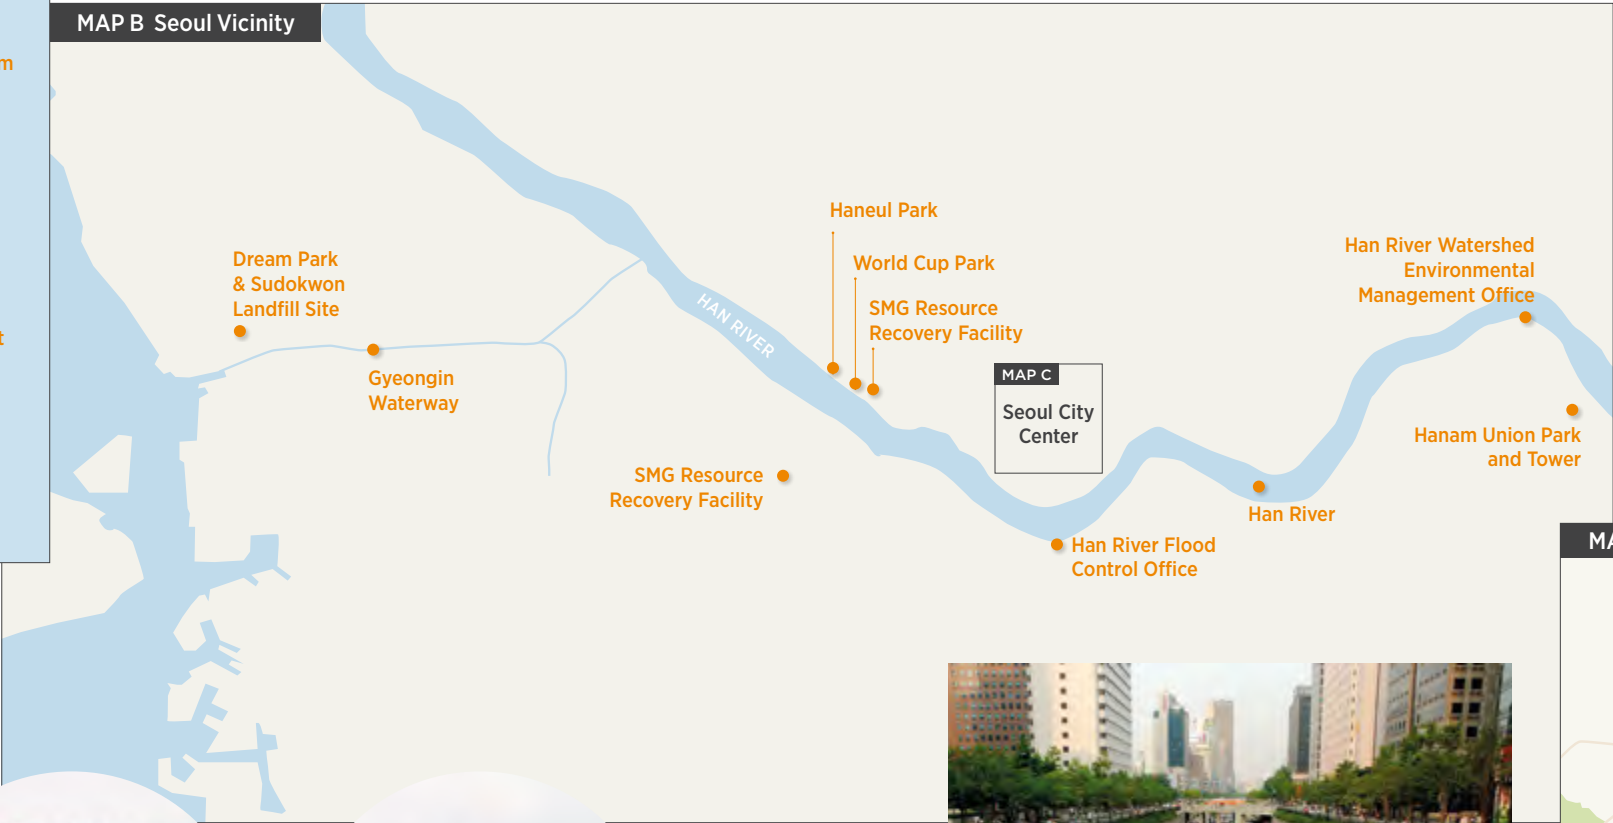 m
t
MAP B Seoul Vicinity
Dream Park
& Sudokwon
Landfill Site
Gyeongin
Waterway
HAN RIVER
Haneul Park
World Cup Park
SMG Resource
Recovery Facility
SMG Resource
Recovery Facility
MAP C
Seoul City
Center
Han River Flood
Control Office
Han River
Han River Watershed
Environmental
Management Office
Hanam Union Park
and Tower
MA